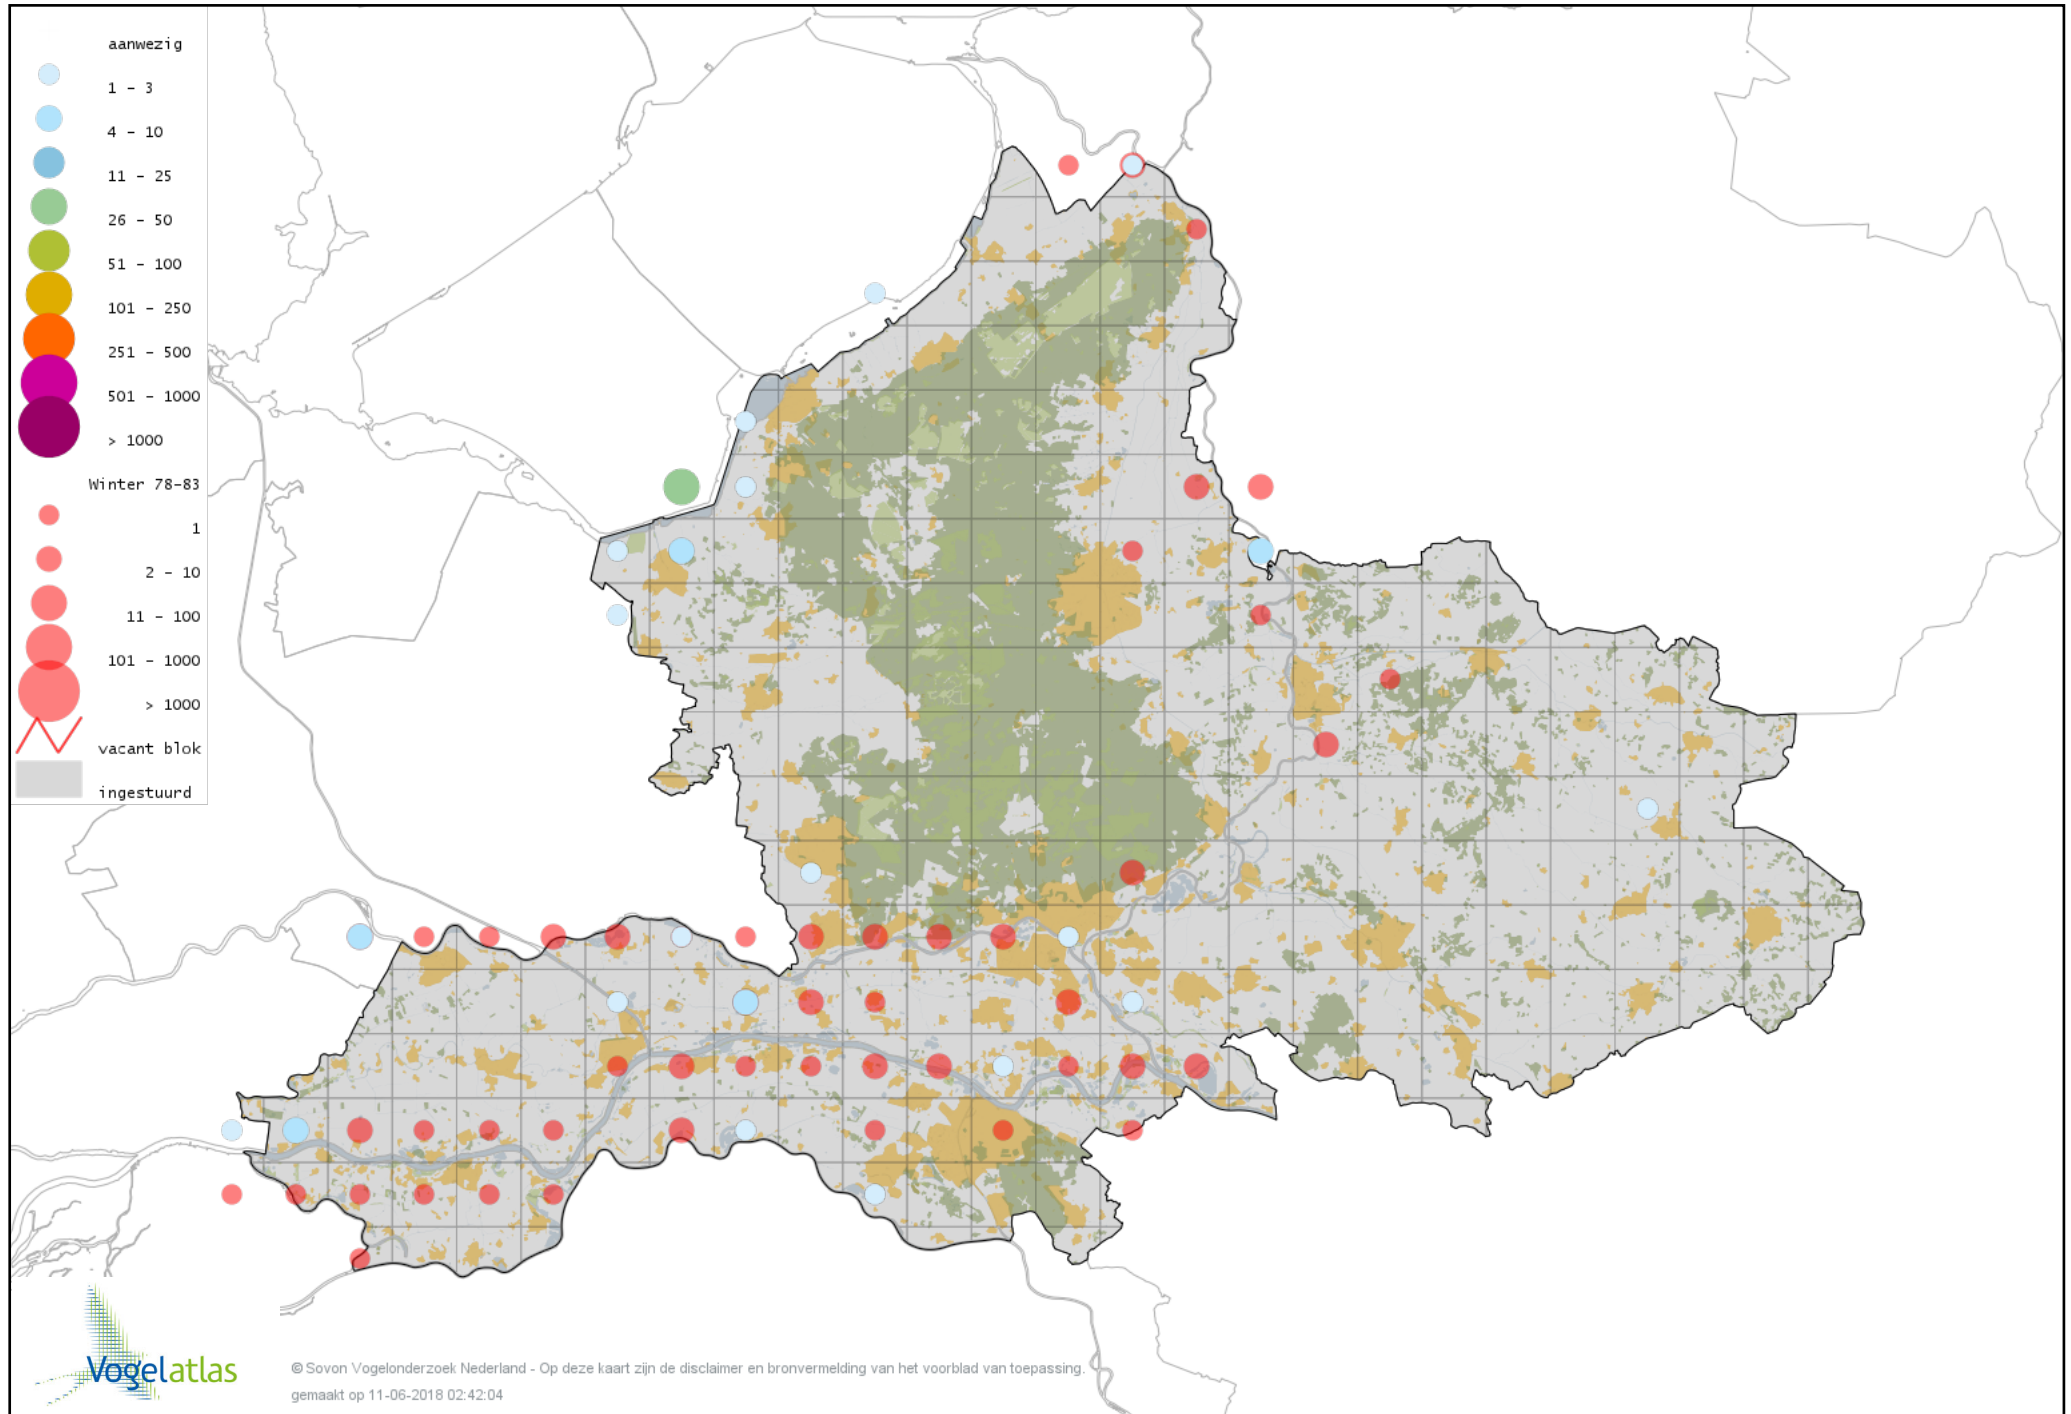 aanwezig
1 - 3
4 - 10
11 - 25
26 - 50
51 - 100
101 - 250
251 - 500
501 - 1000
> 1000
Winter 78-83
1
2 - 10
11 - 100
101 - 1000
> 1000
vacant blok
ingestuurd
Vogelatlas
© Sovon Vogelonderzoek Nederland - Op deze kaart zijn de disclaimer en bronvermelding van het voorblad van toepassing.
gemaakt op 11-06-2018 02:42:04